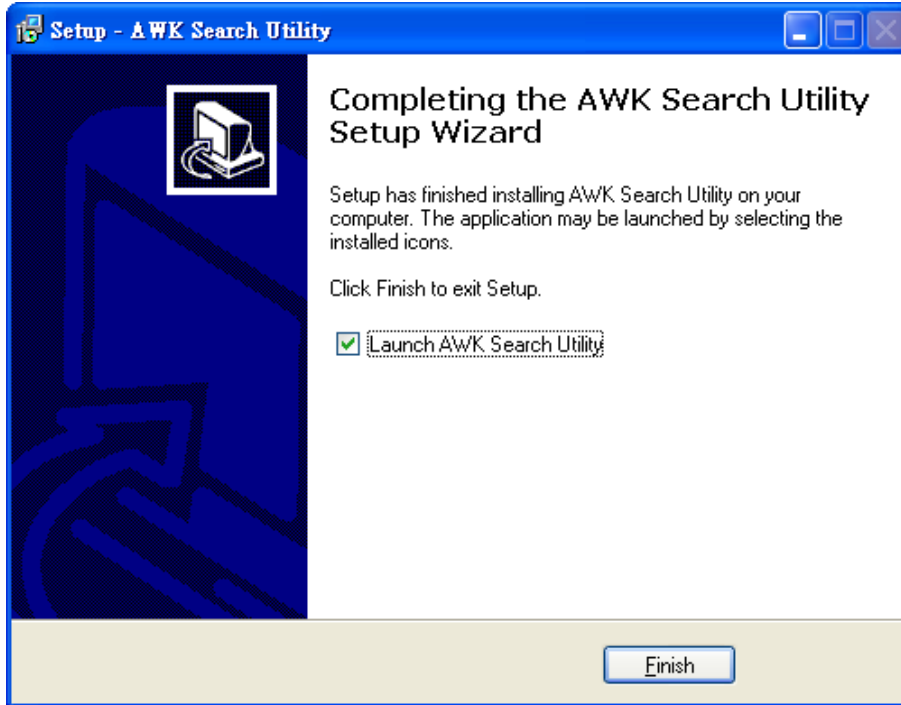 Setup - AWK Search Utility
Completing the AWK Search Utility
Setup Wizard
Setup has finished installing AWK Search Utility on your
computer. The application may be launched by selecting the
installed icons.
Click Finish to exit Setup.
Launch AWK Search Utility
Finish